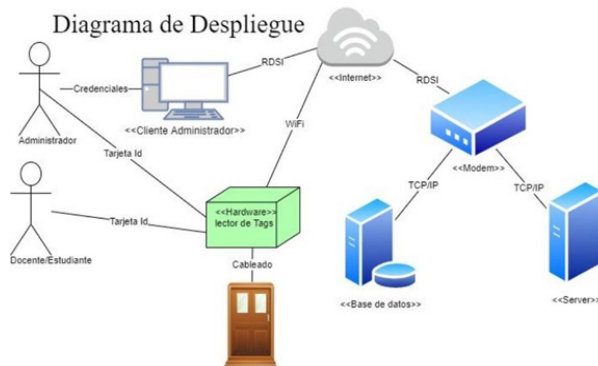 Diagrama de Despliegue
RDSI
<<Internet>>
RDSI
Credenciales
<<Cliente Administrador>>
WiFi
Administrador
Tarjeta Id
<<Modem>>
TCP/IP
TCP/IP
<<Hardware>>
lector de Tags
Tarjeta Id
Docente/Estudiante
Cableado
<<Base de datos>>
<<Server>>